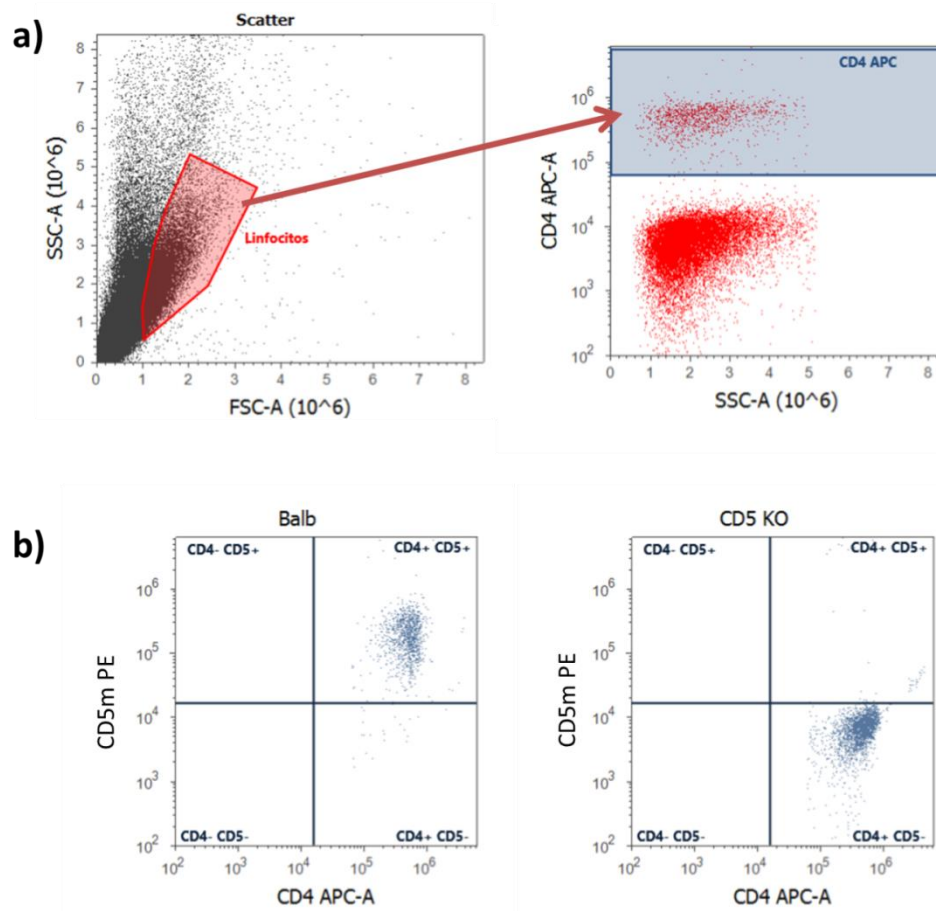 a)
Scatter
SSC-A (10^6)
8
7
6
5
4
3
2
1
0
Linfocitos
0 1 2 3 4 5 6 7 8
FSC-A (10^6)
CD4 APC
CD4 APC-A
10^6
10^5
10^4
10^3
10^2
1 2 3 4 5 6 7 8
SSC-A (10^6)
b)
Balb
CD4- CD5+ CD4+ CD5+
CD5m PE
10^6
10^5
10^4
10^3
10^2
CD4- CD5- CD4+ CD5-
10^2 10^3 10^4 10^5 10^6
CD4 APC-A
CD5 KO
CD4- CD5+ CD4+ CD5+
CD5m PE
10^6
10^5
10^4
10^3
10^2
CD4- CD5- CD4+ CD5-
10^2 10^3 10^4 10^5 10^6
CD4 APC-A